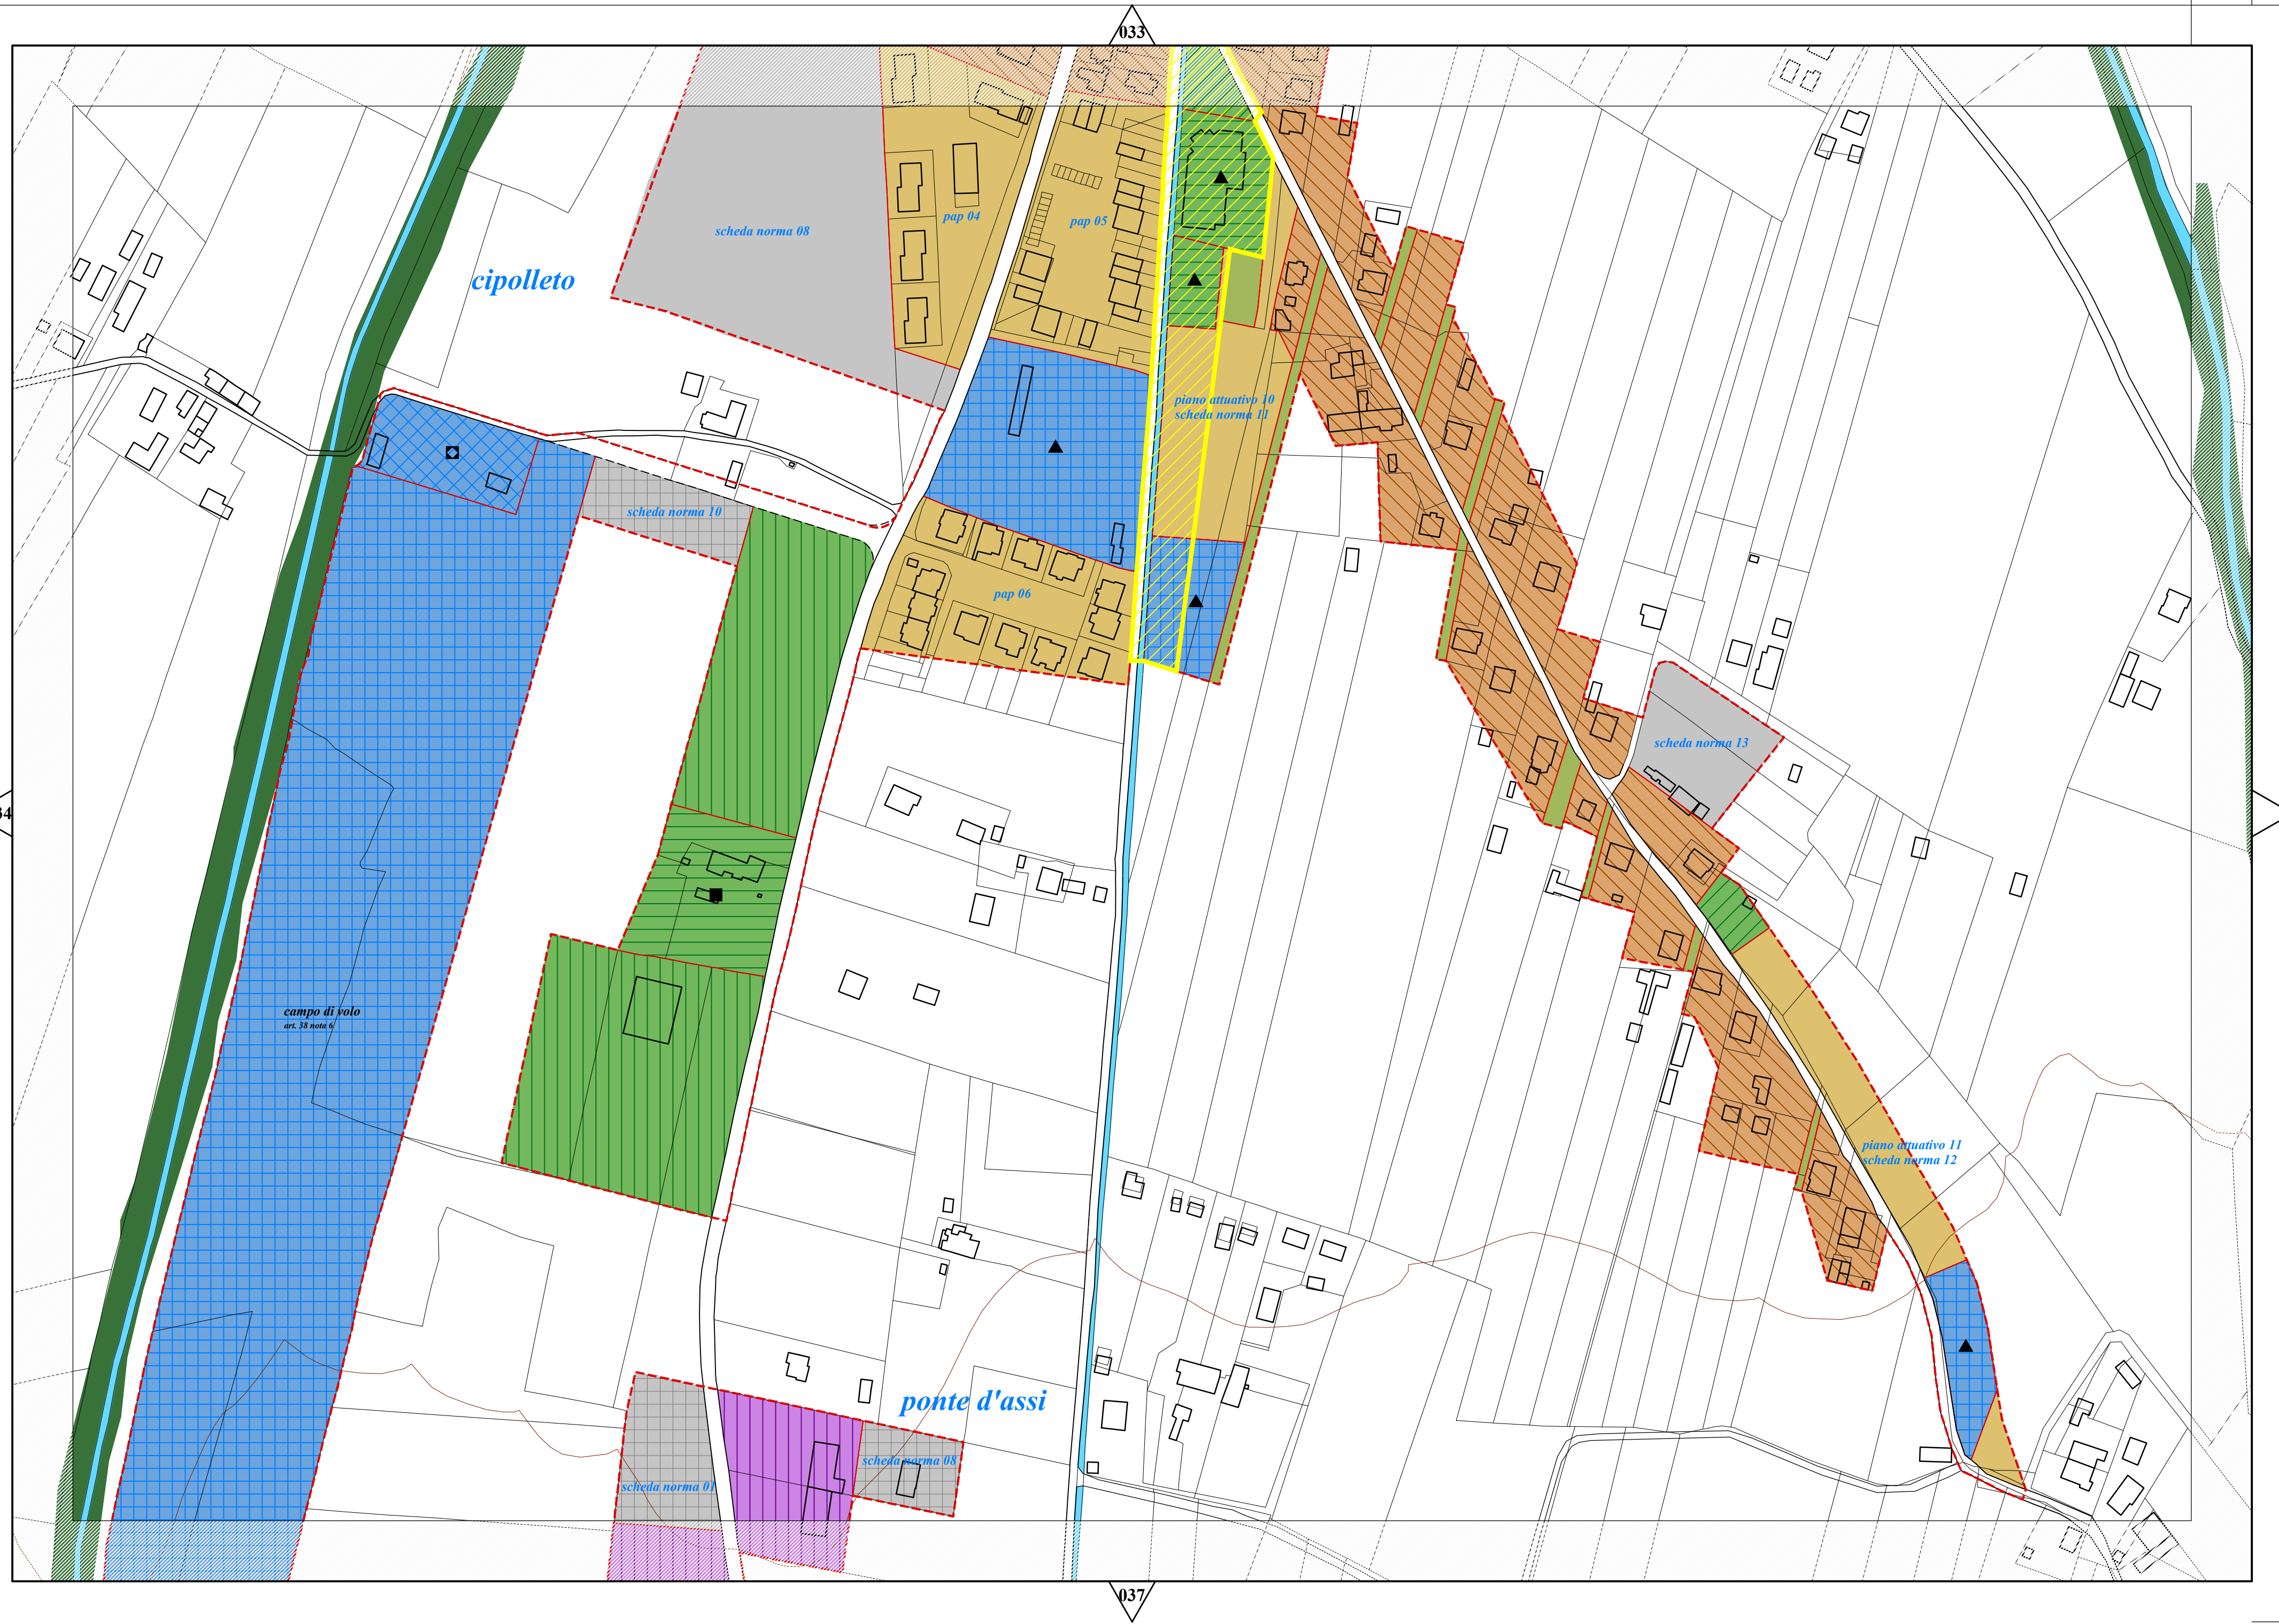 033
scheda norma 08
pap 04
pap 05
cipolleto
piano attuativo 10
scheda norma 11
scheda norma 10
pap 06
scheda norma 13
campo di volo
art. 38 nota 6
piano attuativo 11
scheda norma 12
ponte d'assi
scheda norma 08
scheda norma 01
037